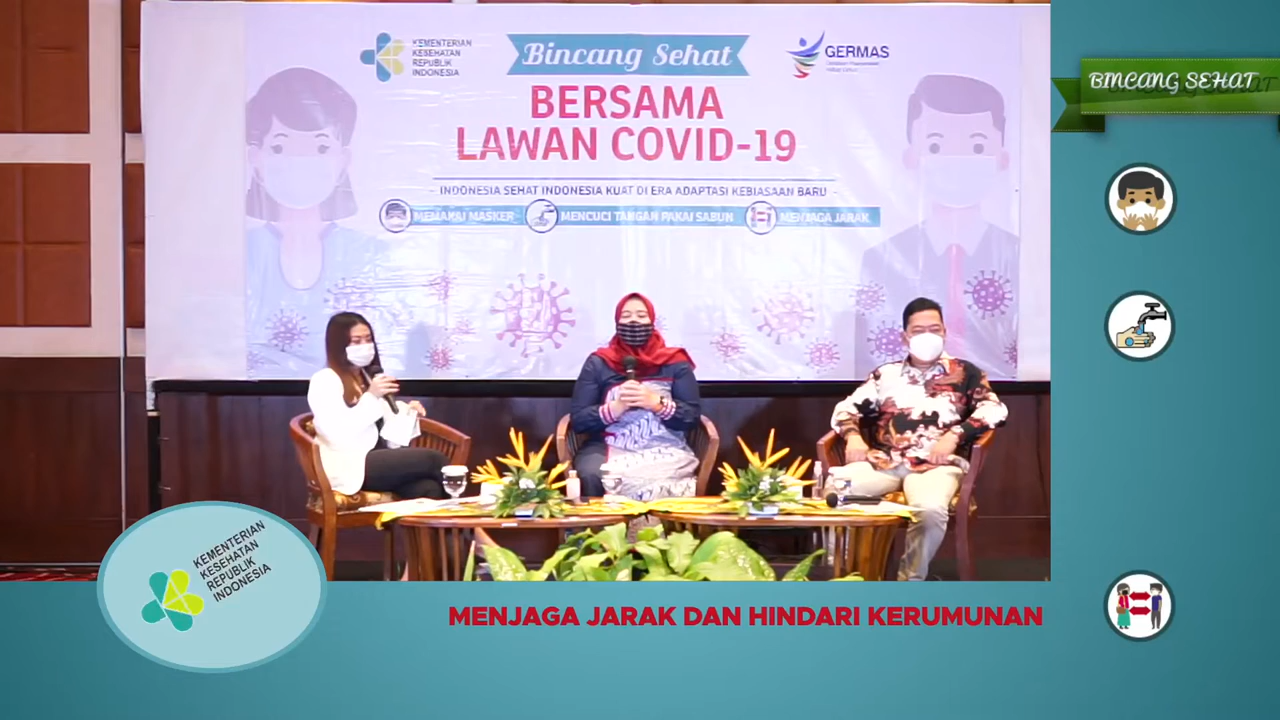 KEMENTERIAN
KESEHATAN
REPUBLIK
INDONESIA
Bincang Sehat
GERMAS
BERSAMA
LAWAN COVID-19
INDONESIA SEHAT INDONESIA KUAT DI ERA ADAPTASI KEBIASAAN BARU
MEMAKAI MASKER
MENCUCI TANGAN PAKAI SABUN
MENJAGA JARAK
BINCANG SEHAT
KEMENTERIAN
KESEHATAN
REPUBLIK
INDONESIA
MENJAGA JARAK DAN HINDARI KERUMUNAN